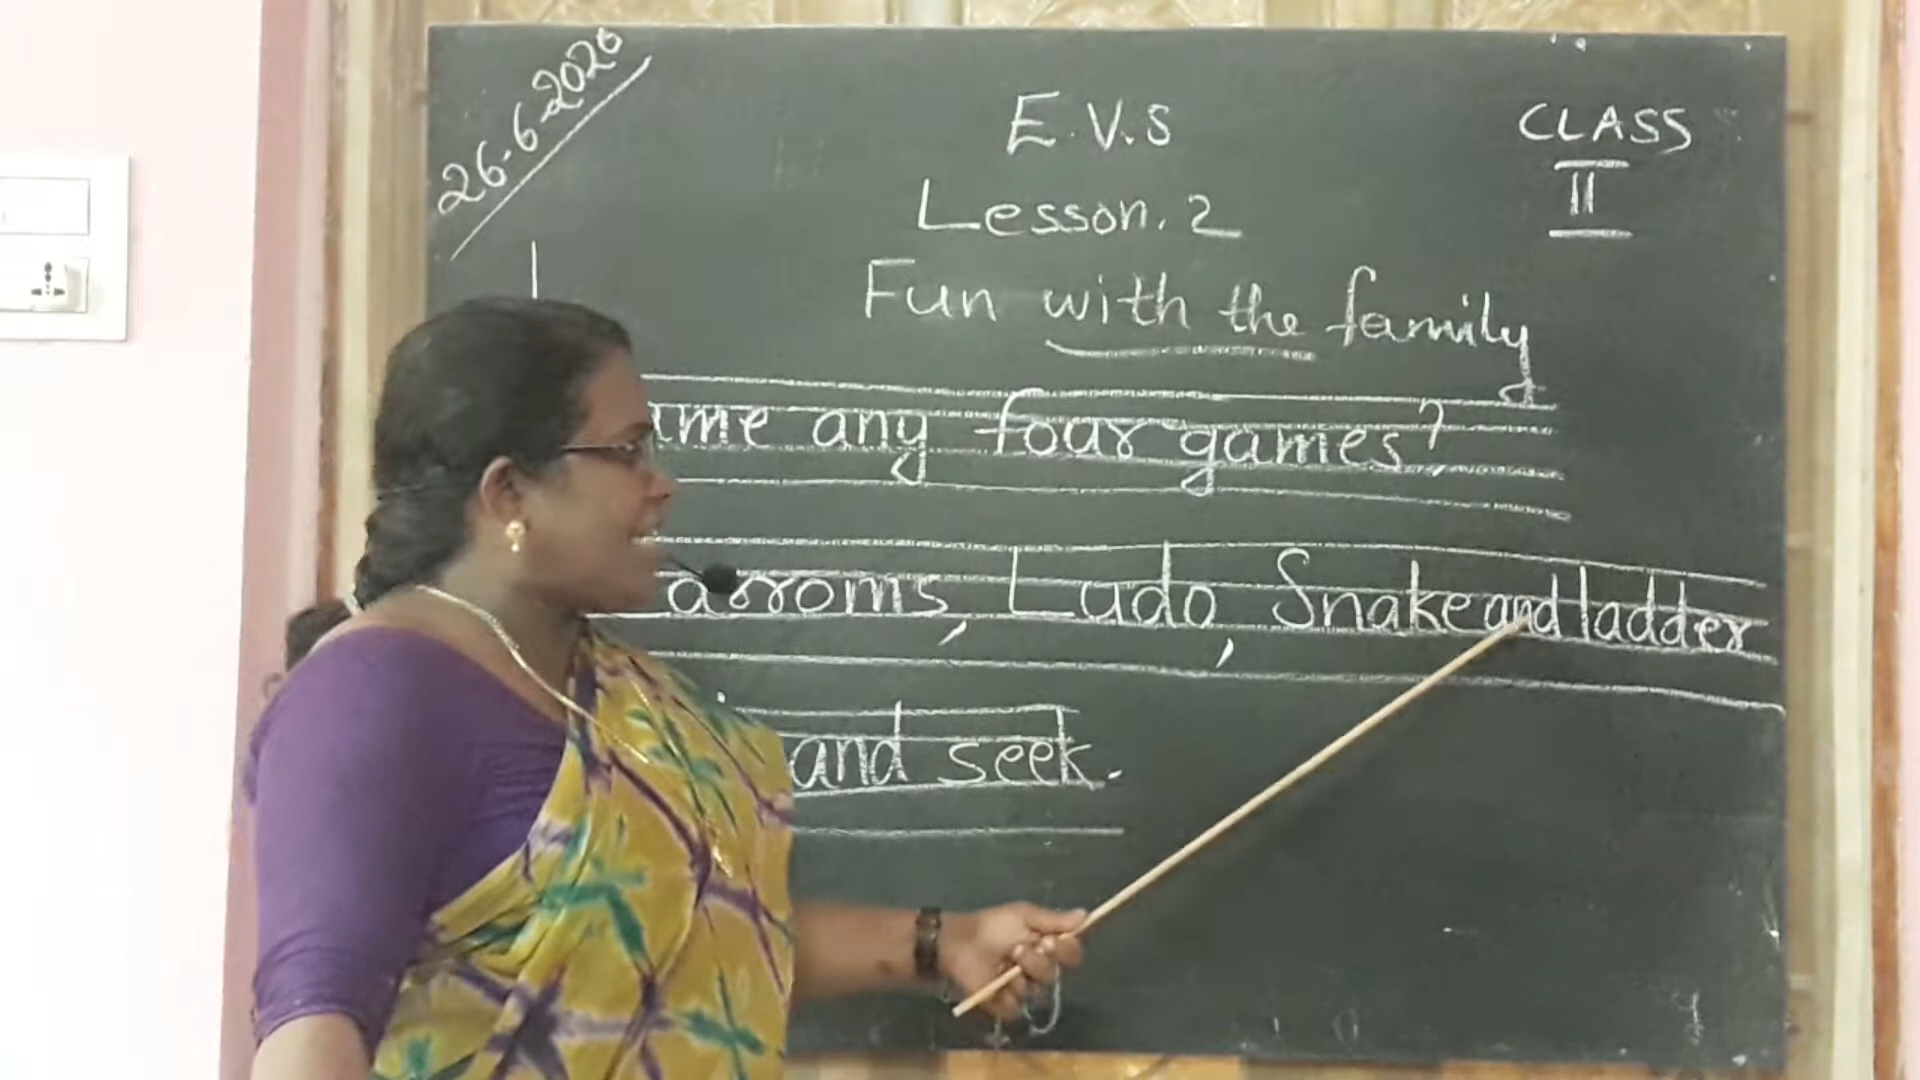 26-6-2020
E.V.S
CLASS
II
Lesson. 2
Fun with the family
ame any four games?
arroms, Ludo, Snake and ladder
and seek.